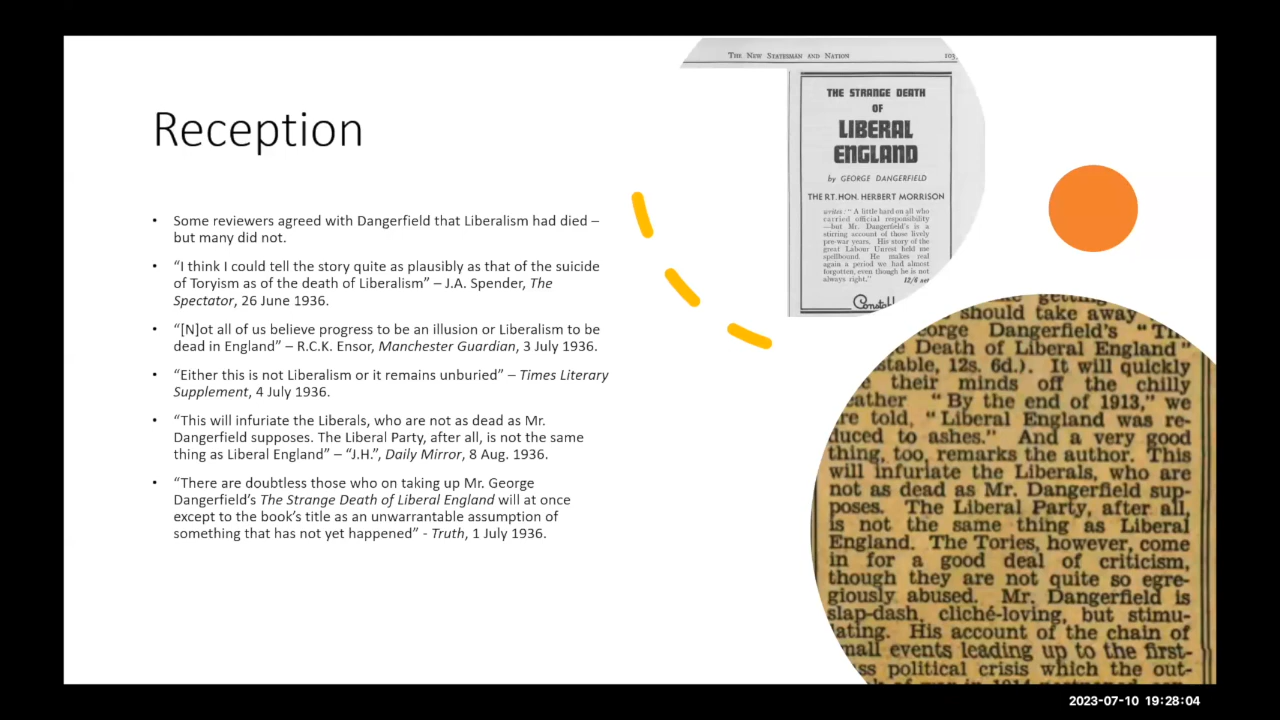 Reception
• Some reviewers agreed with Dangerfield that Liberalism had died –
but many did not.
• “I think I could tell the story quite as plausibly as that of the suicide
of Toryism as of the death of Liberalism” – J.A. Spender, The
Spectator, 26 June 1936.
• “[N]ot all of us believe progress to be an illusion or Liberalism to be
dead in England” – R.C.K. Ensor, Manchester Guardian, 3 July 1936.
• “Either this is not Liberalism or it remains unburied” – Times Literary
Supplement, 4 July 1936.
• “This will infuriate the Liberals, who are not as dead as Mr.
Dangerfield supposes. The Liberal Party, after all, is not the same
thing as Liberal England” – “J.H.”, Daily Mirror, 8 Aug. 1936.
• “There are doubtless those who on taking up Mr. George
Dangerfield’s The Strange Death of Liberal England will at once
except to the book’s title as an unwarrantable assumption of
something that has not yet happened” - Truth, 1 July 1936.
THE NEW STATESMAN AND NATION
THE STRANGE DEATH
OF
LIBERAL
ENGLAND
by GEORGE DANGERFIELD
THE RT. HON. HERBERT MORRISON
writes: “ A little hard on all who
carried official responsibility
—but Mr. Dangerfield's is a
stirring account of those lively
pre-war years. His story of the
great Labour Unrest held me
spellbound. He makes real
again a period we had almost
forgotten, even though he is not
always right.” 12/6 net
should take away
Dangerfield's
Death of Liberal England"
12s. 6d.). It will quickly
their minds off the chilly
"By the end of 1913," we
told, "Liberal England was re-
duced to ashes." And a very good
thing, too, remarks the author. This
will infuriate the Liberals, who are
not as dead as Mr. Dangerfield sup-
poses. The Liberal Party, after all,
is not the same thing as Liberal
England. The Tories, however, come
in for a good deal of criticism,
though they are not quite so egre-
giously abused. Mr. Dangerfield is
slap-dash, cliché-loving, but stimu-
lating. His account of the chain of
events leading up to the first-
political crisis which the out-
2023-07-10 19:28:04